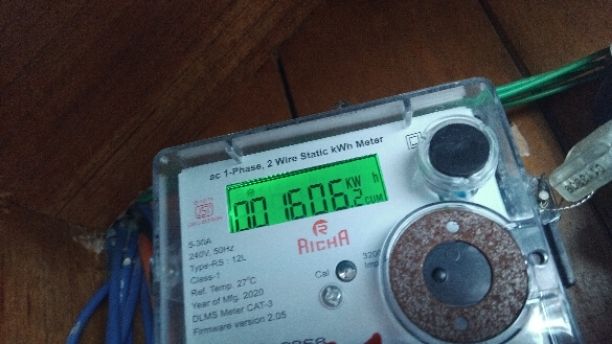 ac 1-Phase, 2 Wire Static kWh Meter
001606.2 KWh
CUM
RICHA
5-30A
240V, 50Hz
Type-RS : 12L
Class-1
Ref. Temp. 27°C
Year of Mfg. 2020
DLMS Meter CAT-3
Firmware version 2.05
Cal
3200